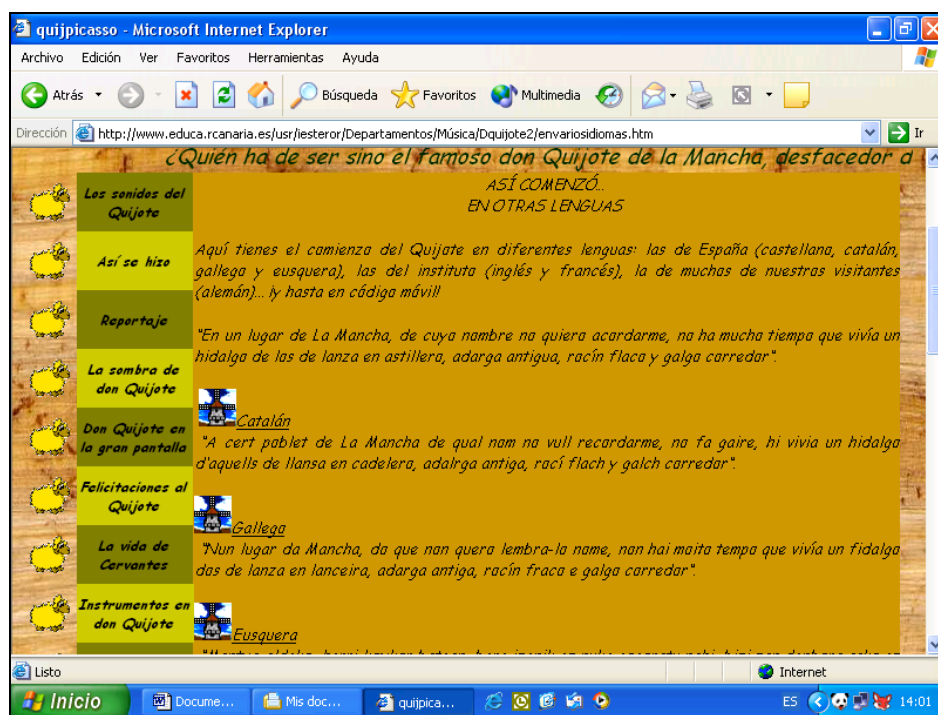 quijpicasso - Microsoft Internet Explorer
Archivo Edición Ver Favoritos Herramientas Ayuda
Atrás Búsqueda Favoritos Multimedia
Dirección http://www.educa.rcanaria.es/usr/iesteror/Departamentos/Música/Dquijote2/envariosidiomas.htm Ir
¿Quién ha de ser sino el famoso don Quijote de la Mancha, desfacedor d
Los sonidos del
Quijote
Así se hizo
Reportaje
La sombra de
don Quijote
Don Quijote en
la gran pantalla
Felicitaciones al
Quijote
La vida de
Cervantes
Instrumentos en
don Quijote
ASÍ COMENZÓ...
EN OTRAS LENGUAS
Aquí tienes el comienzo del Quijote en diferentes lenguas: las de España (castellano, catalán,
gallego y eusquera), las del instituto (inglés y francés), la de muchos de nuestros visitantes
(alemán)... ¡y hasta en código móvil!
"En un lugar de La Mancha, de cuyo nombre no quiero acordarme, no ha mucho tiempo que vivía un
hidalgo de los de lanza en astillero, adarga antigua, rocín flaco y galgo corredor".
Catalán
"A cert poblet de La Mancha de qual nom no vull recordarme, no fa gaire, hi vivia un hidalgo
d'aquells de llansa en cadelero, adalrga antiga, rocí flach y galch corredor".
Gallego
"Nun lugar da Mancha, do que non quero lembra-lo nome, non hai moito tempo que vivía un fidalgo
dos de lanza en lanceira, adarga antiga, rocín fraco e galgo corredor".
Eusquera
Listo Internet
Inicio Docume... Mis doc... quijpica... ES 14:01